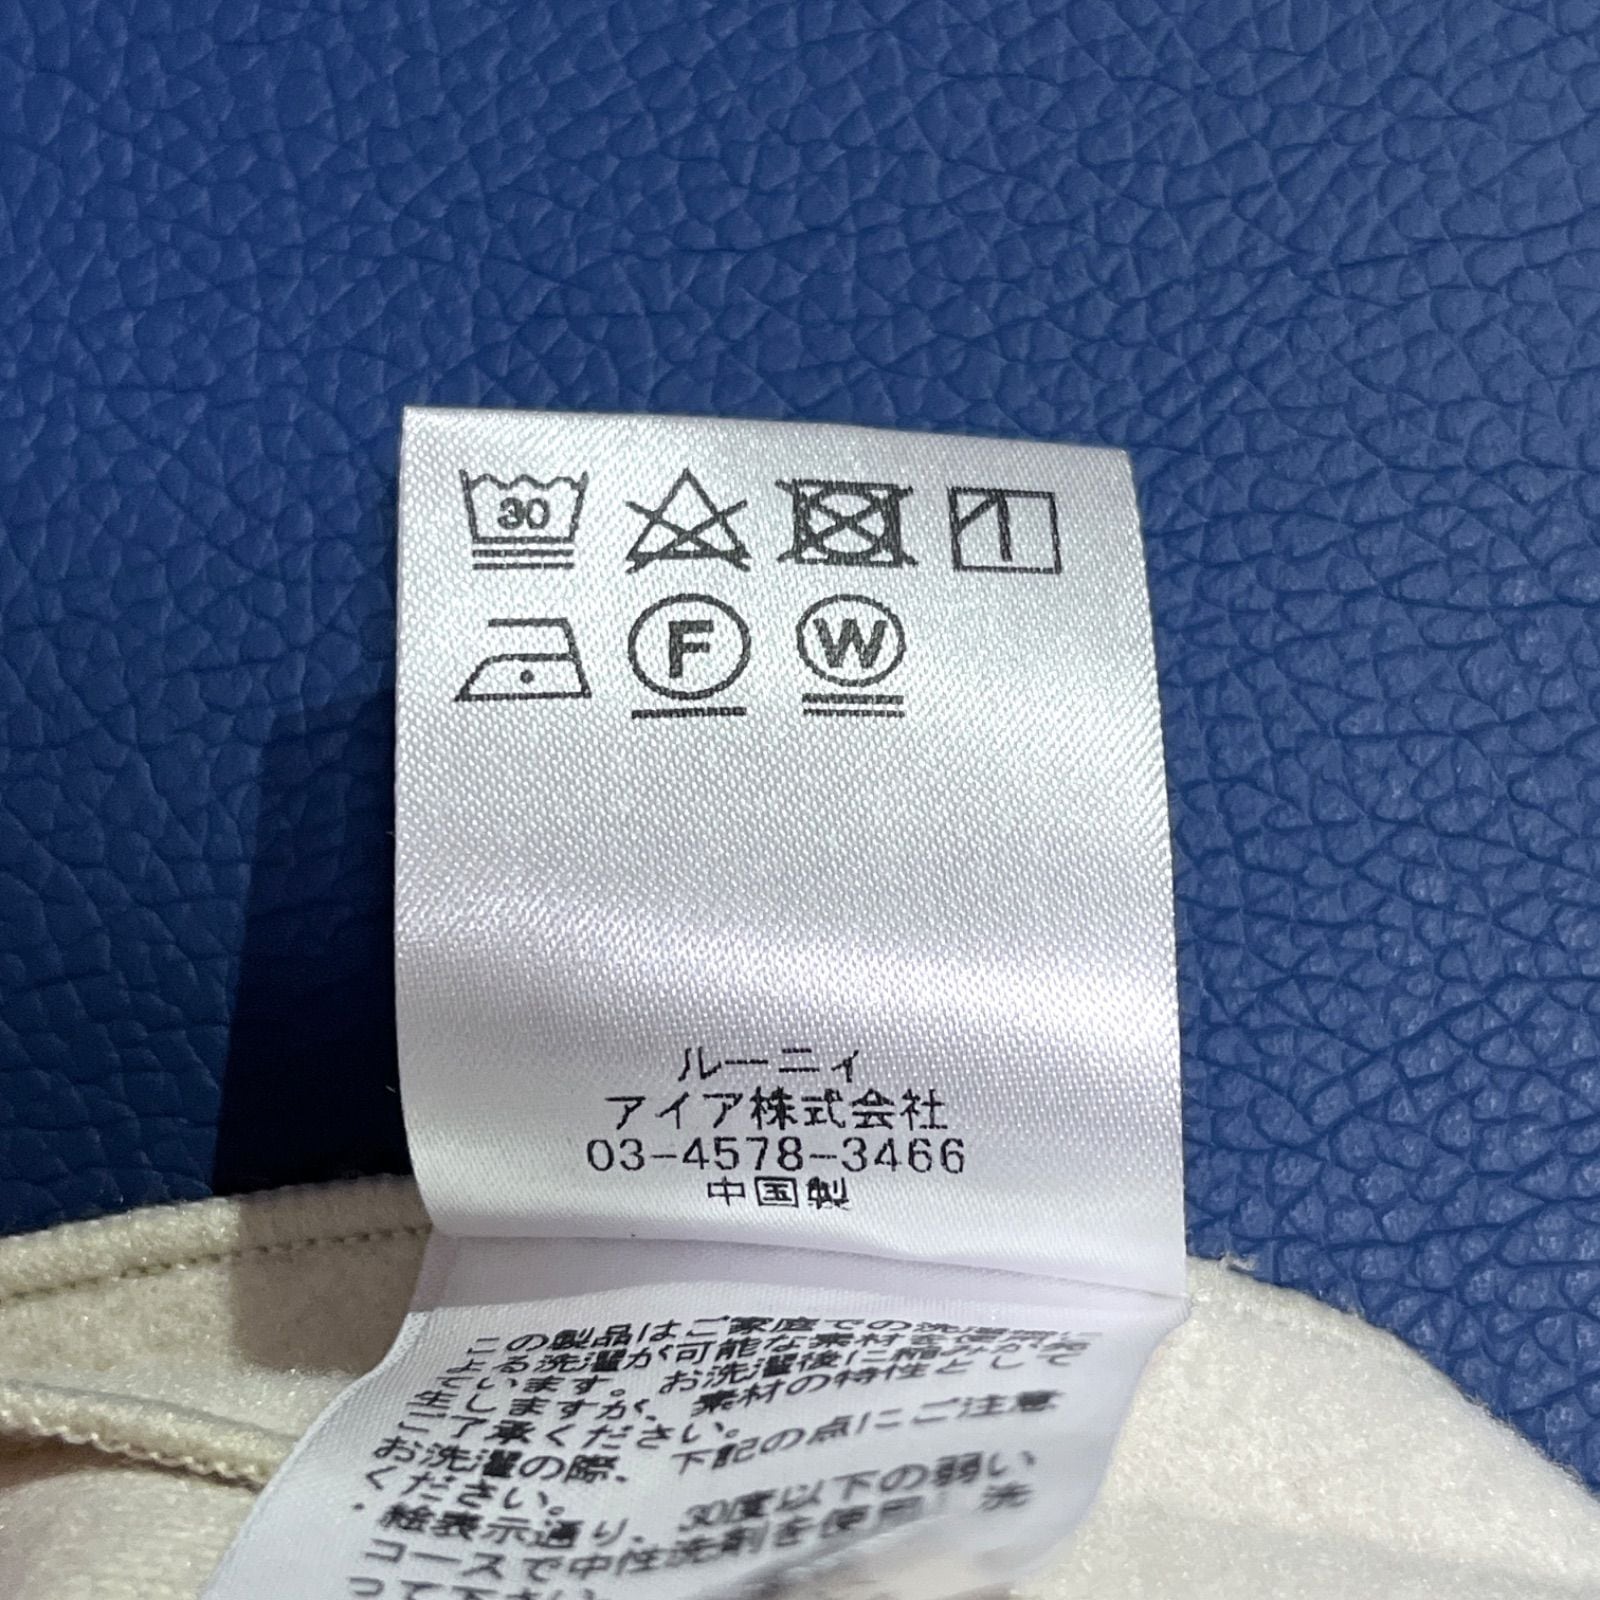 30
F
W
ルーニィ
アイア株式会社
03-4578-3466
中国製
この製品はご家庭での洗濯機に
よる洗濯が可能な素材を使用し
ています。お洗濯後に縮みが発
生しますが、素材の特性として
ご了承ください。
お洗濯の際、下記の点にご注意
ください。
・絵表示通り、30度以下の弱い
コースで中性洗剤を使用し洗
って下さい